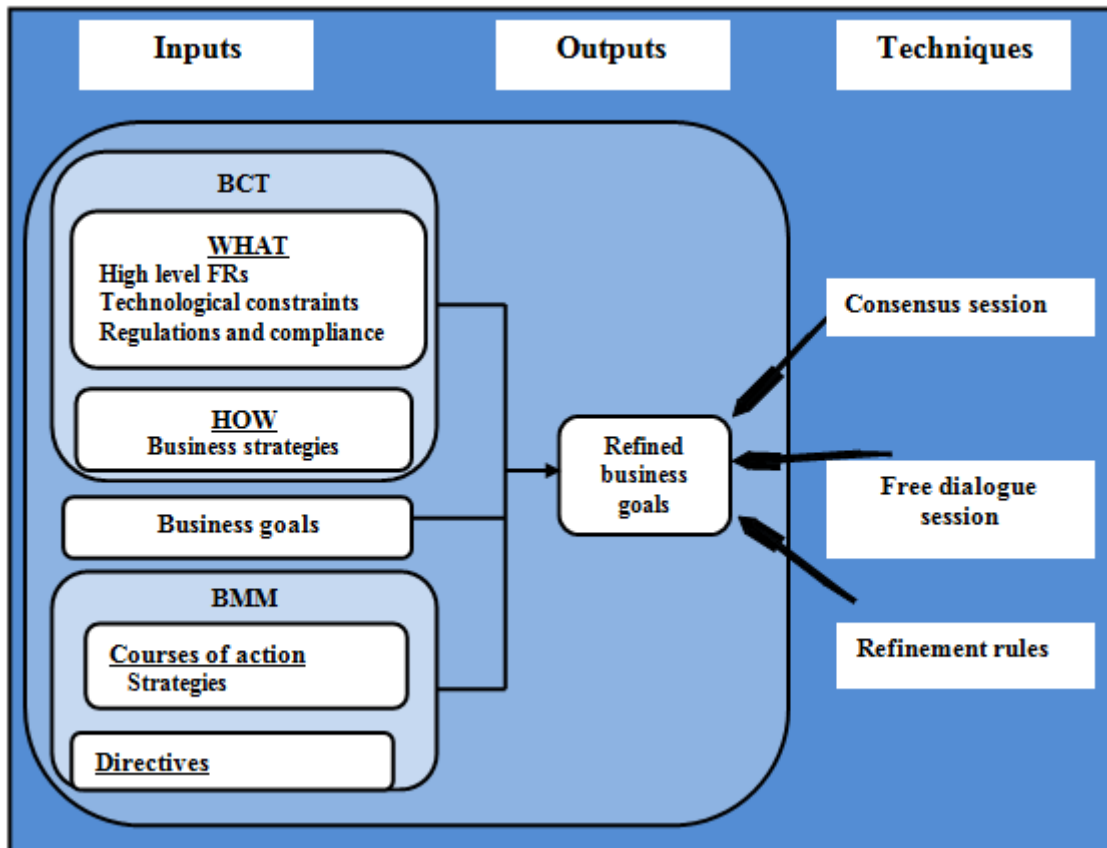 Inputs
Outputs
Techniques
BCT
WHAT
High level FRs
Technological constraints
Regulations and compliance
HOW
Business strategies
Business goals
BMM
Courses of action
Strategies
Directives
Refined
business
goals
Consensus session
Free dialogue
session
Refinement rules